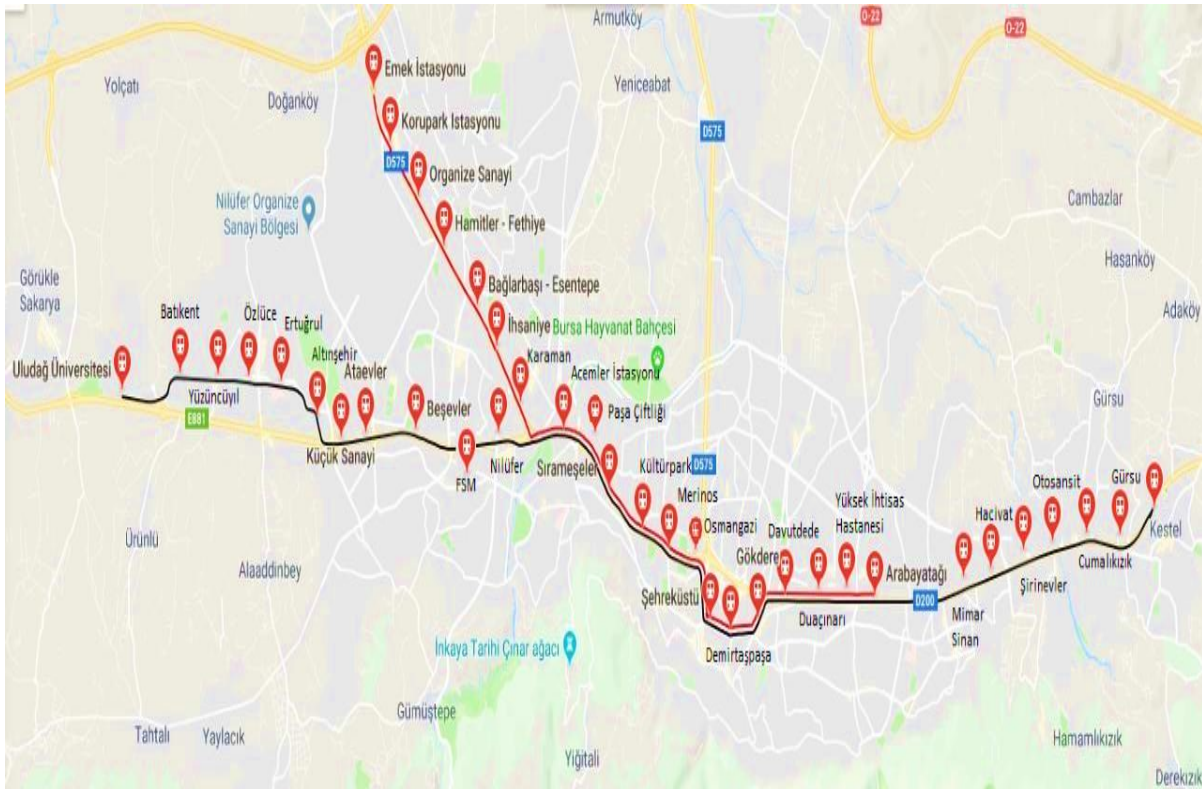 Armutköy
O-22
O-22
Yolçatı
Doğanköy
Emek İstasyonu
Yeniceabat
Korupark Istasyonu
D575
D575
Organize Sanayi
Nilüfer Organize
Sanayi Bölgesi
Hamitler - Fethiye
Cambazlar
Görükle
Sakarya
Bağlarbaşı - Esentepe
Hasanköy
Adaköy
Batıkent
Özlüce
Ertuğrul
İhsaniye
Bursa Hayvanat Bahçesi
Uludağ Üniversitesi
Altınşehir
Ataevler
Karaman
Acemler İstasyonu
Yüzüncüyıl
E881
Beşevler
Paşa Çiftliği
Gürsu
Küçük Sanayi
FSM
Nilüfer
Sırameşeler
Kültürpark
D575
Merinos
Osmangazi
Davutdede
Yüksek İhtisas
Hastanesi
Hacivat
Otosansit
Gürsu
Kestel
Ürünlü
Alaaddinbey
Gökdere
Arabayatağı
Cumalıkızık
Şirinevler
Şehreküstü
D200
Duaçınarı
Mimar
Sinan
İnkaya Tarihi Çınar ağacı
Demirtaşpaşa
Gümüştepe
Tahtalı
Yaylacık
Yiğitali
Hamamlıkızık
Derekızık